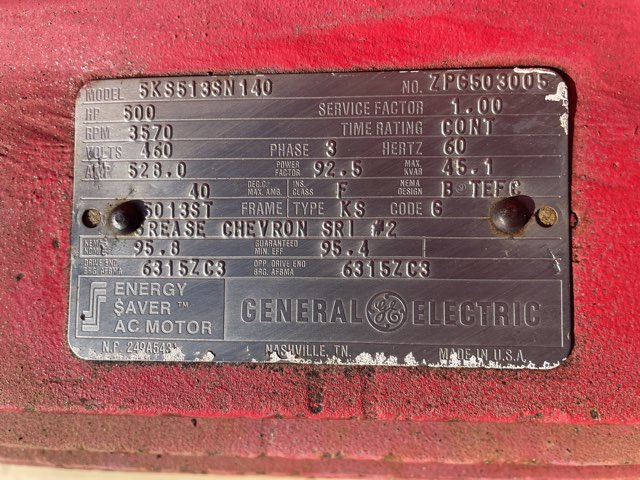 MODEL 5KS513SN140 NO. ZPG503005
HP 500 SERVICE FACTOR 1.00
RPM 3570 TIME RATING CONT
VOLTS 460 PHASE 3 HERTZ 60
AMP 528.0 POWER FACTOR 92.5 MAX. KVAR 45.1
40 DEG.C. MAX. AMB. INS. CLASS F NEMA DESIGN B TEFC
5013ST FRAME TYPE KS CODE G
GREASE CHEVRON SRI #2
NEMA NOM. 95.8 GUARANTEED MIN. EFF 95.4
DRIVE END BRG. AFBMA 6315ZC3 OPP. DRIVE END BRG. AFBMA 6315ZC3
ENERGY $AVER™ AC MOTOR
GENERAL GE ELECTRIC
N.P. 249A543 NASHVILLE, TN. MADE IN U.S.A.